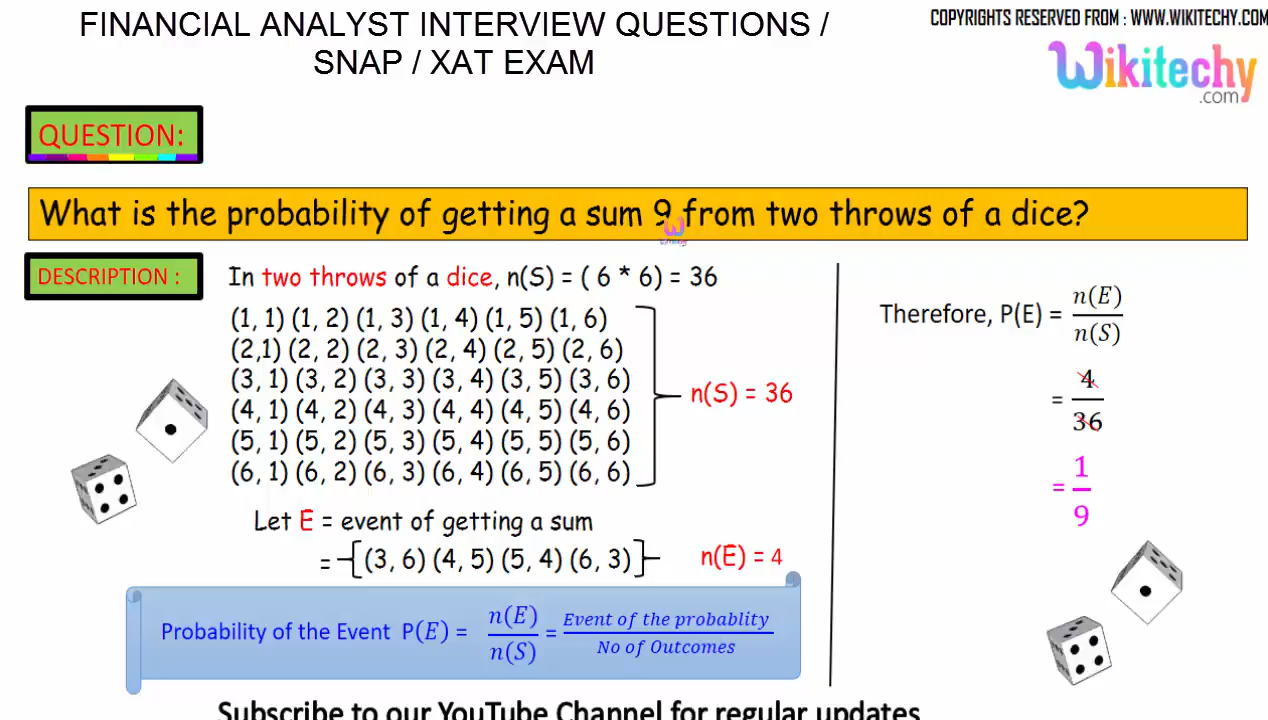 FINANCIAL ANALYST INTERVIEW QUESTIONS /
SNAP / XAT EXAM
COPYRIGHTS RESERVED FROM : WWW.WIKITECHY.COM
Wikitechy
.com
QUESTION:
What is the probability of getting a sum 9 from two throws of a dice?
DESCRIPTION :
In two throws of a dice, n(S) = ( 6 * 6) = 36
(1, 1) (1, 2) (1, 3) (1, 4) (1, 5) (1, 6)
(2,1) (2, 2) (2, 3) (2, 4) (2, 5) (2, 6)
(3, 1) (3, 2) (3, 3) (3, 4) (3, 5) (3, 6)
(4, 1) (4, 2) (4, 3) (4, 4) (4, 5) (4, 6)
(5, 1) (5, 2) (5, 3) (5, 4) (5, 5) (5, 6)
(6, 1) (6, 2) (6, 3) (6, 4) (6, 5) (6, 6)
n(S) = 36
Let E = event of getting a sum
= {(3, 6) (4, 5) (5, 4) (6, 3)}
n(E) = 4
Probability of the Event P(E) = n(E)/n(S) = Event of the probablity/No of Outcomes
Therefore, P(E) = n(E)/n(S)
= 4/36
= 1/9
Subscribe to our YouTube Channel for regular updates